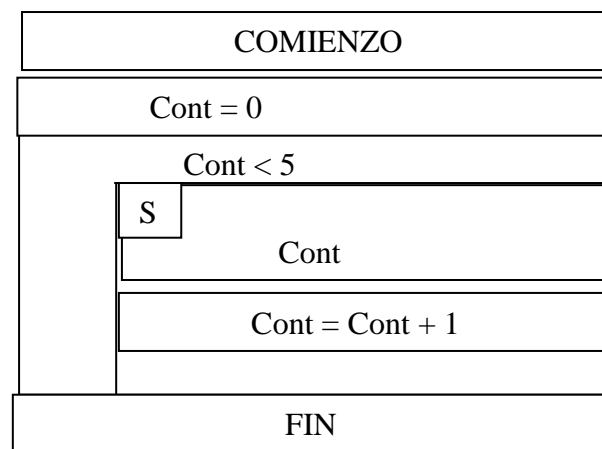 COMIENZO
Cont = 0
Cont < 5
S
Cont
Cont = Cont + 1
FIN